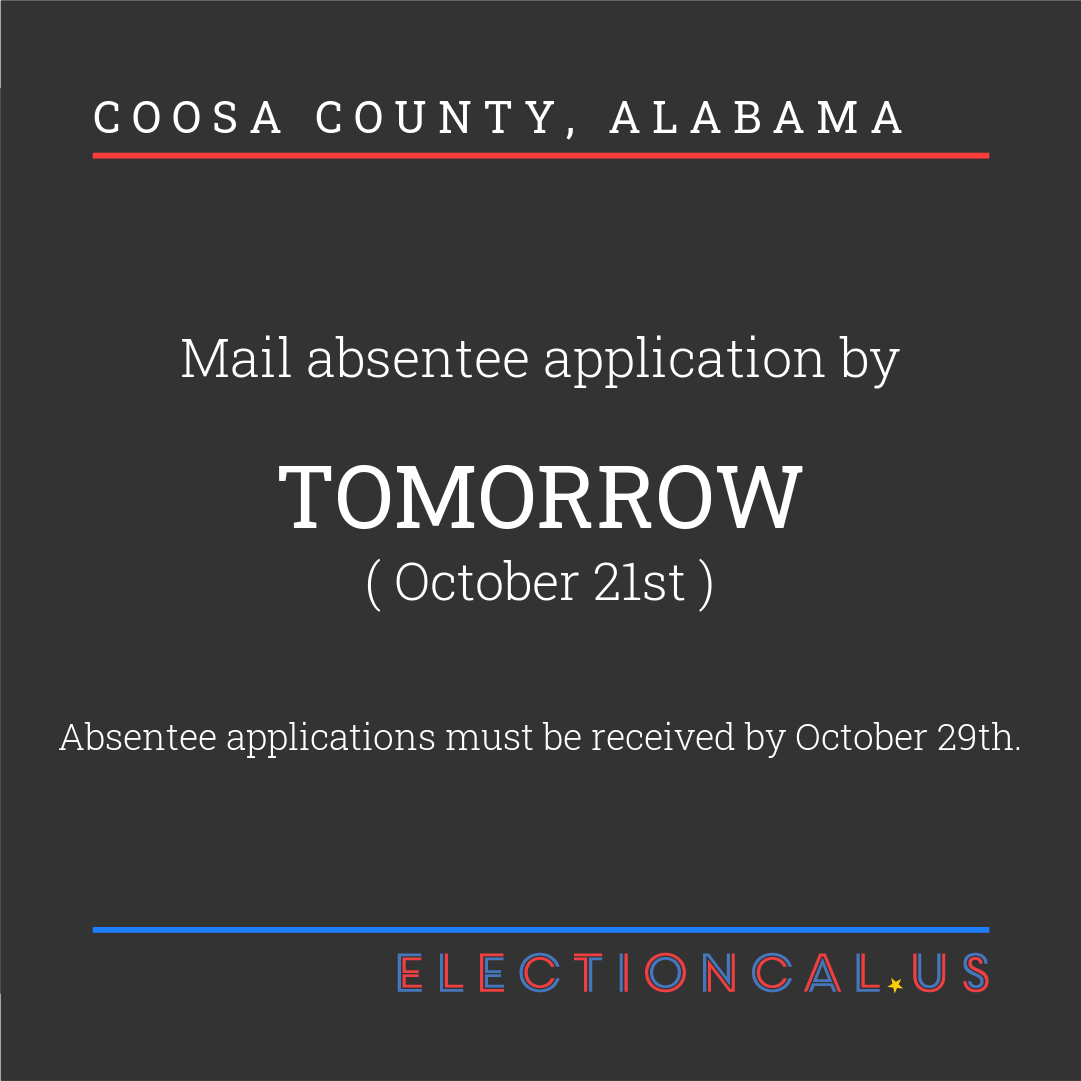 COOSA COUNTY, ALABAMA
Mail absentee application by
TOMORROW
( October 21st )
Absentee applications must be received by October 29th.
ELECTIONCAL.US